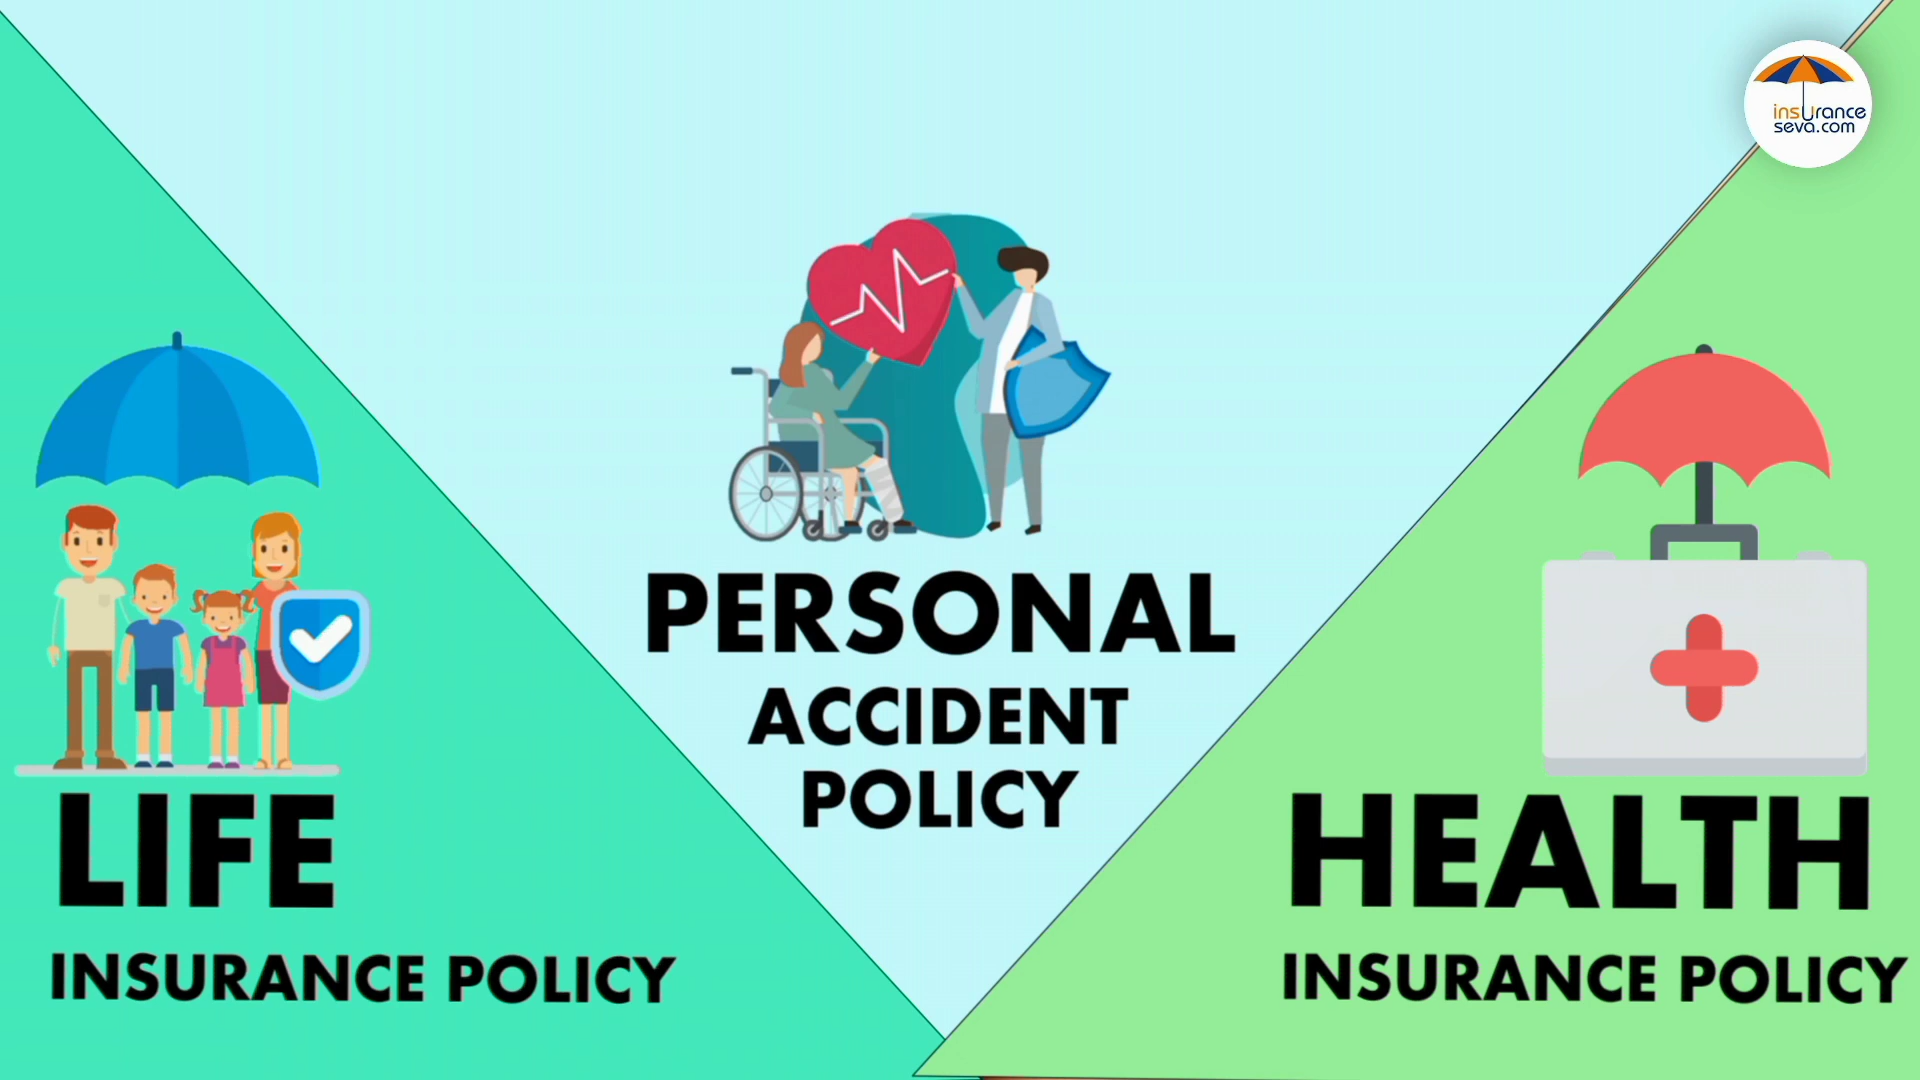 insUrance
seva.com
PERSONAL
ACCIDENT
POLICY
LIFE
INSURANCE POLICY
HEALTH
INSURANCE POLICY